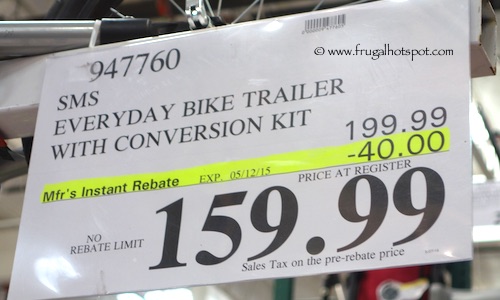 © www.frugalhotspot.com
947760
SMS
EVERYDAY BIKE TRAILER
WITH CONVERSION KIT
199.99
Mfr's Instant Rebate EXP. 05/12/15 -40.00
PRICE AT REGISTER
NO
REBATE LIMIT
159.99
Sales Tax on the pre-rebate price